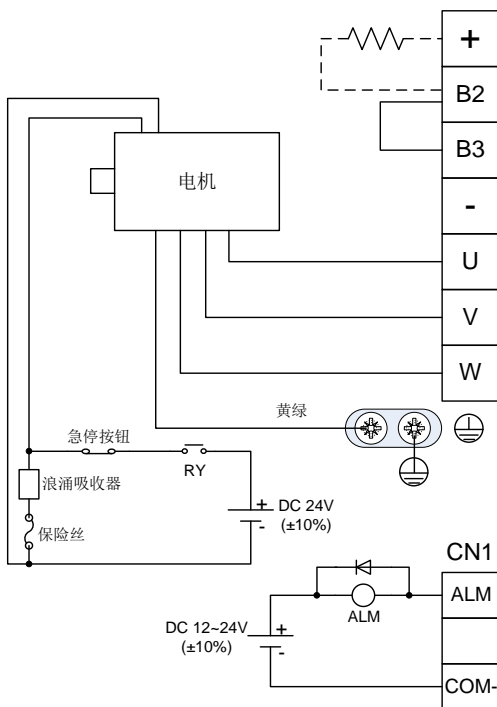 +
B2
B3
-
电机
U
V
W
黄绿
急停按钮
RY
浪涌吸收器
保险丝
+
DC 24V
-
(±10%)
CN1
ALM
ALM
DC 12~24V
+
(±10%)
-
COM-